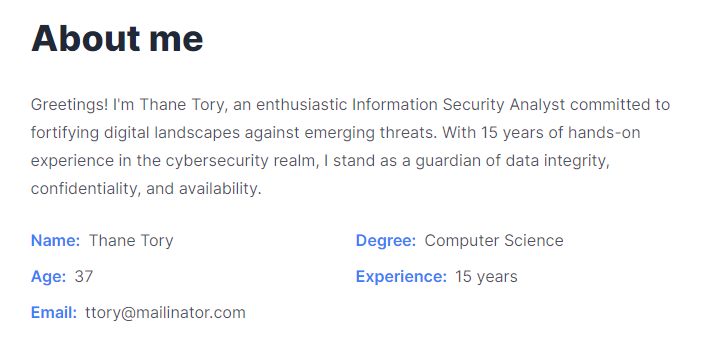 About me
Greetings! I'm Thane Tory, an enthusiastic Information Security Analyst committed to
fortifying digital landscapes against emerging threats. With 15 years of hands-on
experience in the cybersecurity realm, I stand as a guardian of data integrity,
confidentiality, and availability.
Name: Thane Tory
Degree: Computer Science
Age: 37
Experience: 15 years
Email: ttory@mailinator.com